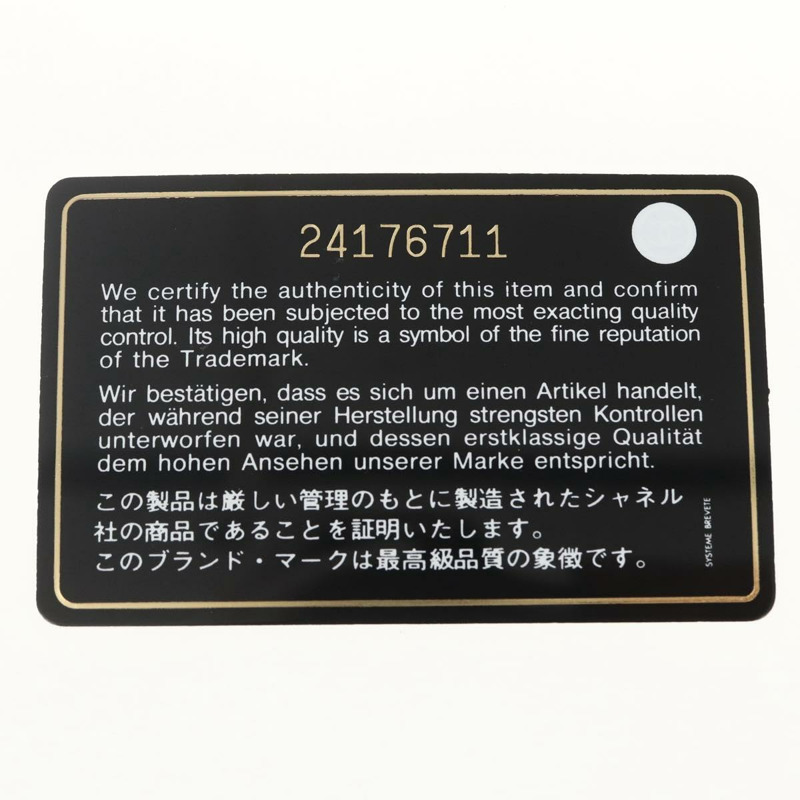 24176711
We certify the authenticity of this item and confirm
that it has been subjected to the most exacting quality
control. Its high quality is a symbol of the fine reputation
of the Trademark.
Wir bestätigen, dass es sich um einen Artikel handelt,
der während seiner Herstellung strengsten Kontrollen
unterworfen war, und dessen erstklassige Qualität
dem hohen Ansehen unserer Marke entspricht.
この製品は厳しい管理のもとに製造されたシャネル
社の商品であることを証明いたします。
このブランド・マークは最高級品質の象徴です。
SYSTEME BREVETE